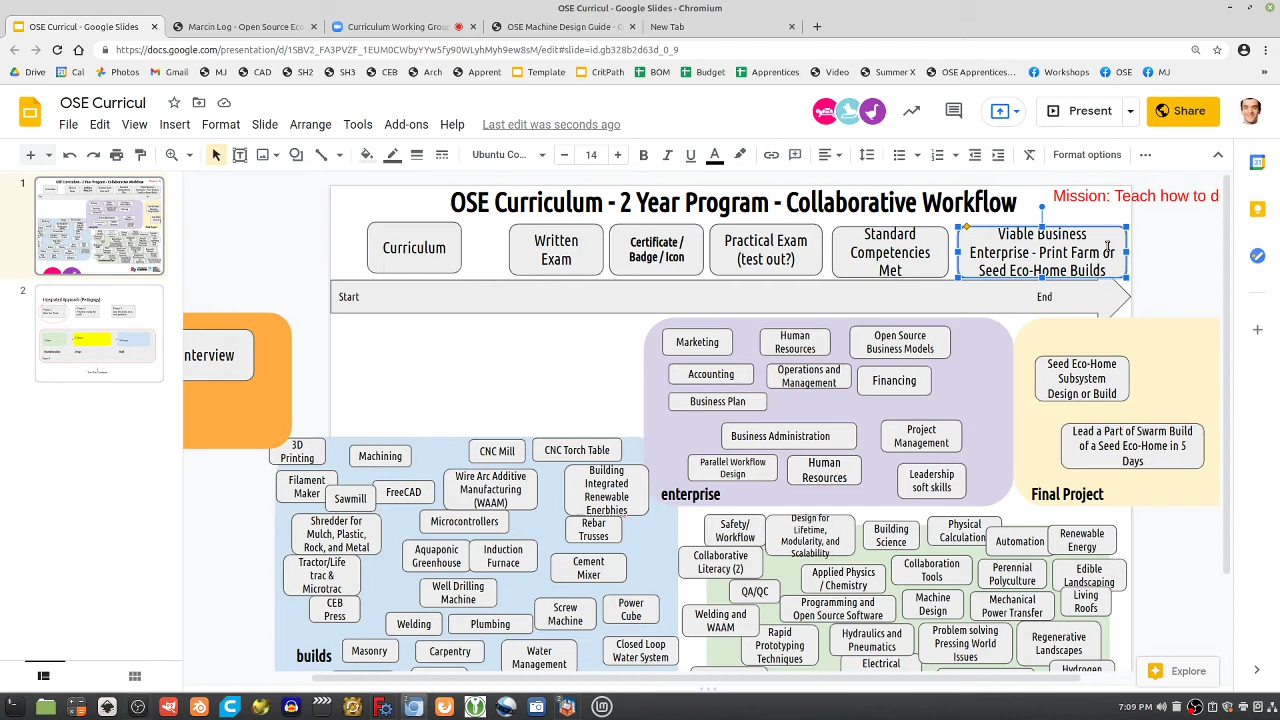 OSE Curricul - Google Slides - Chromium
OSE Curricul - Google Slides
Marcin Log - Open Source Ec
Curriculum Working Grou
OSE Machine Design Guide - G
New Tab
https://docs.google.com/presentation/d/1SBV2_FA3PVZF_1EUM0CWbyYYw5fy90WLyhMyh9ew8sM/edit#slide=id.gb328b2d63d_0_9
Drive
Cal
Photos
Gmail
MJ
CAD
SH2
SH3
CEB
Arch
Apprent
Template
CritPath
BOM
Budget
Apprentices
Video
Summer X
OSE Apprentices...
Workshops
OSE
MJ
OSE Curricul
File
Edit
View
Insert
Format
Slide
Arrange
Tools
Add-ons
Help
Last edit was seconds ago
Present
Share
Ubuntu Co...
14
Format options
1
2
OSE Curriculum - 2 Year Program - Collaborative Workflow
Mission: Teach how to d
Curriculum
Written
Exam
Certificate /
Badge / Icon
Practical Exam
(test out?)
Standard
Competencies
Met
Viable Business
Enterprise - Print Farm or
Seed Eco-Home Builds
Start
End
nterview
Marketing
Human
Resources
Open Source
Business Models
Accounting
Operations and
Management
Financing
Business Plan
Business Administration
Project
Management
Parallel Workflow
Design
Human
Resources
Leadership
soft skills
enterprise
Seed Eco-Home
Subsystem
Design or Build
Lead a Part of Swarm Build
of a Seed Eco-Home in 5
Days
Final Project
3D
Printing
Machining
CNC Mill
CNC Torch Table
Filament
Maker
Sawmill
FreeCAD
Wire Arc Additive
Manufacturing
(WAAM)
Building
Integrated
Renewable
Enerbhies
Shredder for
Mulch, Plastic,
Rock, and Metal
Microcontrollers
Rebar
Trusses
Aquaponic
Greenhouse
Induction
Furnace
Cement
Mixer
Tractor/Life
trac &
Microtrac
Well Drilling
Machine
CEB
Press
Screw
Machine
Power
Cube
Welding
Plumbing
Masonry
Carpentry
Water
Management
Closed Loop
Water System
builds
Safety/
Workflow
Design for
Lifetime,
Modularity, and
Scalability
Building
Science
Physical
Calculation
Automation
Renewable
Energy
Collaborative
Literacy (2)
Applied Physics
/ Chemistry
Collaboration
Tools
Perennial
Polyculture
Edible
Landscaping
QA/QC
Programming and
Open Source Software
Machine
Design
Mechanical
Power Transfer
Living
Roofs
Welding and
WAAM
Rapid
Prototyping
Techniques
Hydraulics and
Pneumatics
Problem solving
Pressing World
Issues
Regenerative
Landscapes
Electrical
Hydrogen
Explore
7:09 PM